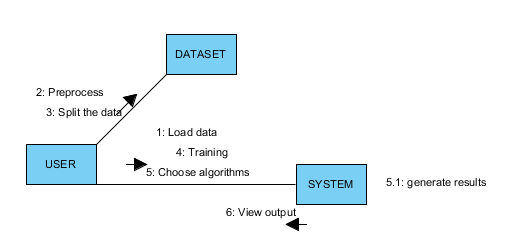 DATASET
2: Preprocess
3: Split the data
1: Load data
4: Training
5: Choose algorithms
USER
SYSTEM
5.1: generate results
6: View output